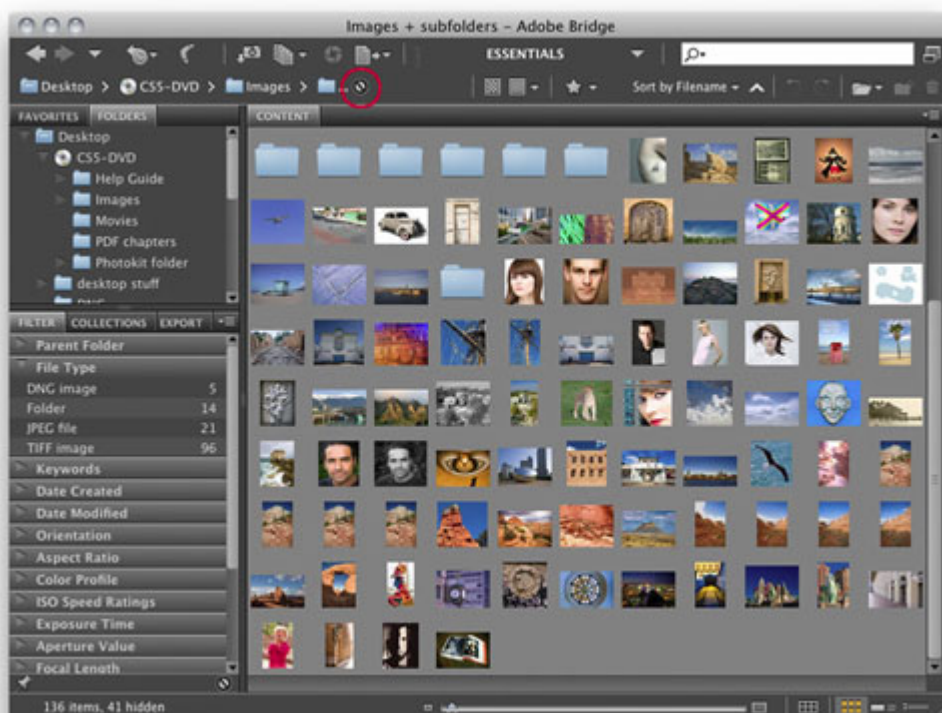 Images + subfolders – Adobe Bridge
ESSENTIALS
Desktop > CS5-DVD > Images > ...
Sort by Filename
FAVORITES FOLDERS
CONTENT
Desktop
CS5-DVD
Help Guide
Images
Movies
PDF chapters
Photokit folder
desktop stuff
DNG
FILTER COLLECTIONS EXPORT
Parent Folder
File Type
DNG image 5
Folder 14
JPEG file 21
TIFF image 96
Keywords
Date Created
Date Modified
Orientation
Aspect Ratio
Color Profile
ISO Speed Ratings
Exposure Time
Aperture Value
Focal Length
136 items, 41 hidden